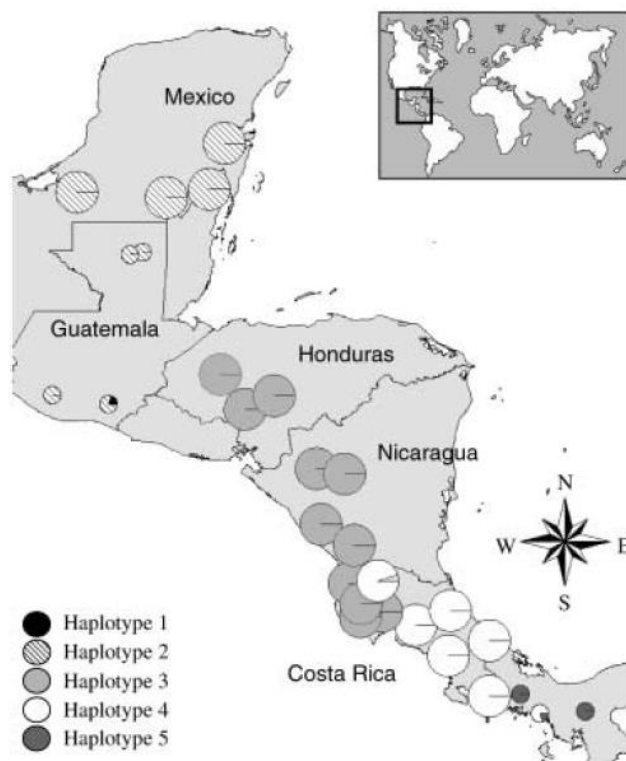 Mexico
Guatemala
Honduras
Nicaragua
N
W E
S
Haplotype 1
Haplotype 2
Haplotype 3
Haplotype 4
Haplotype 5
Costa Rica